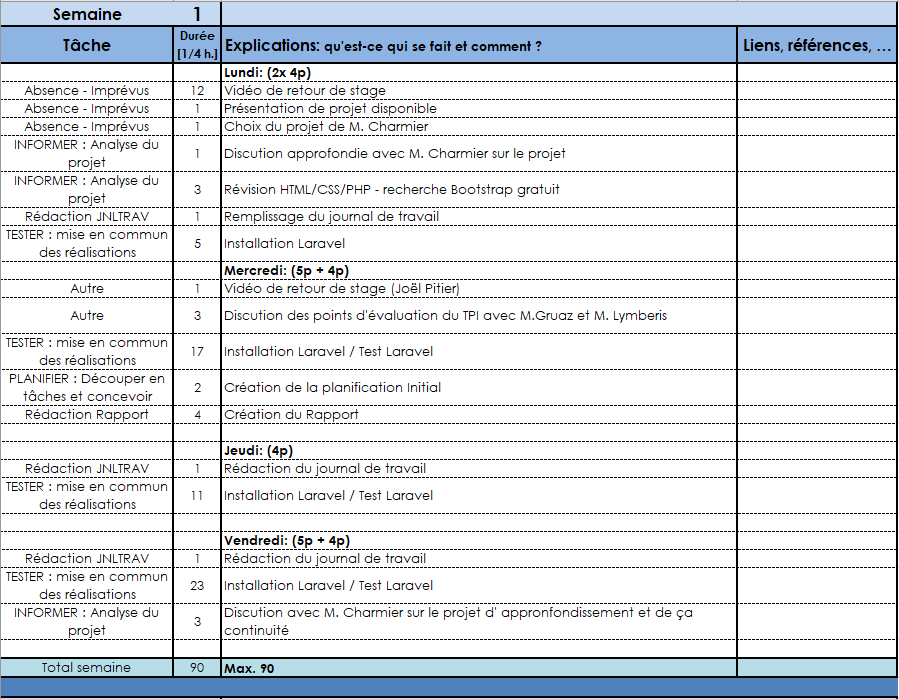 Semaine 1
Tâche Durée [1/4 h.] Explications: qu'est-ce qui se fait et comment ? Liens, références, …
Lundi: (2x 4p)
Absence - Imprévus 12 Vidéo de retour de stage
Absence - Imprévus 1 Présentation de projet disponible
Absence - Imprévus 1 Choix du projet de M. Charmier
INFORMER : Analyse du
projet 1 Discution approfondie avec M. Charmier sur le projet
INFORMER : Analyse du
projet 3 Révision HTML/CSS/PHP - recherche Bootstrap gratuit
Rédaction JNLTRAV 1 Remplissage du journal de travail
TESTER : mise en commun
des réalisations 5 Installation Laravel
Mercredi: (5p + 4p)
Autre 1 Vidéo de retour de stage (Joël Pitier)
Autre 3 Discution des points d'évaluation du TPI avec M.Gruaz et M. Lymberis
TESTER : mise en commun
des réalisations 17 Installation Laravel / Test Laravel
PLANIFIER : Découper en
tâches et concevoir 2 Création de la planification Initial
Rédaction Rapport 4 Création du Rapport
Jeudi: (4p)
Rédaction JNLTRAV 1 Rédaction du journal de travail
TESTER : mise en commun
des réalisations 11 Installation Laravel / Test Laravel
Vendredi: (5p + 4p)
Rédaction JNLTRAV 1 Rédaction du journal de travail
TESTER : mise en commun
des réalisations 23 Installation Laravel / Test Laravel
INFORMER : Analyse du
projet 3 Discution avec M. Charmier sur le projet d' appronfondissement et de ça
continuité
Total semaine 90 Max. 90